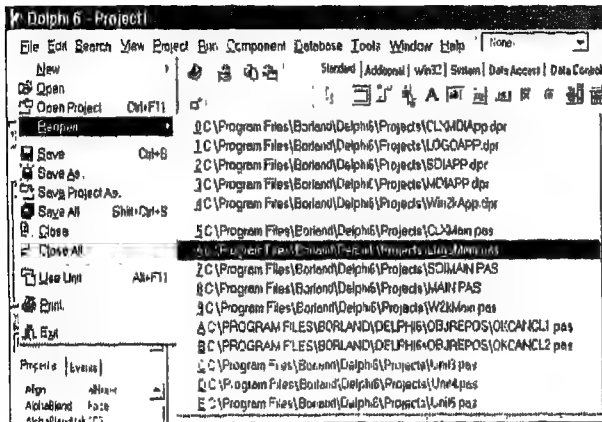 Delphi 6 - Project1
File Edit Search View Project Run Component Database Tools Window Help <None>
New
Standard Additional Win32 System Data Access Data Control
Open
Open Project Ctrl+F11
Reopen
0 C:\Program Files\Borland\Delphi6\Projects\CLXMDIApp.dpr
1 C:\Program Files\Borland\Delphi6\Projects\LOGOAPP.dpr
Save Ctrl+S
2 C:\Program Files\Borland\Delphi6\Projects\SDIAPP.dpr
Save As..
3 C:\Program Files\Borland\Delphi6\Projects\MDIAPP.dpr
Save Project As..
4 C:\Program Files\Borland\Delphi6\Projects\Win2kApp.dpr
Save All Shift+Ctrl+S
Close
5 C:\Program Files\Borland\Delphi6\Projects\CLXMain.pas
Close All
7 C:\Program Files\Borland\Delphi6\Projects\SDIMAIN.PAS
Use Unit Alt+F11
8 C:\Program Files\Borland\Delphi6\Projects\MAIN.PAS
Print.
9 C:\Program Files\Borland\Delphi6\Projects\W2kMain.pas
Exit
A C:\PROGRAM FILES\BORLAND\DELPHI6\OBJREPOS\OKCANCL1.pas
B C:\PROGRAM FILES\BORLAND\DELPHI6\OBJREPOS\OKCANCL2.pas
Properties Events
C C:\Program Files\Borland\Delphi6\Projects\Unit3.pas
Align alNone
D C:\Program Files\Borland\Delphi6\Projects\Unit4.pas
AlphaBlend False
E C:\Program Files\Borland\Delphi6\Projects\Unit5.pas